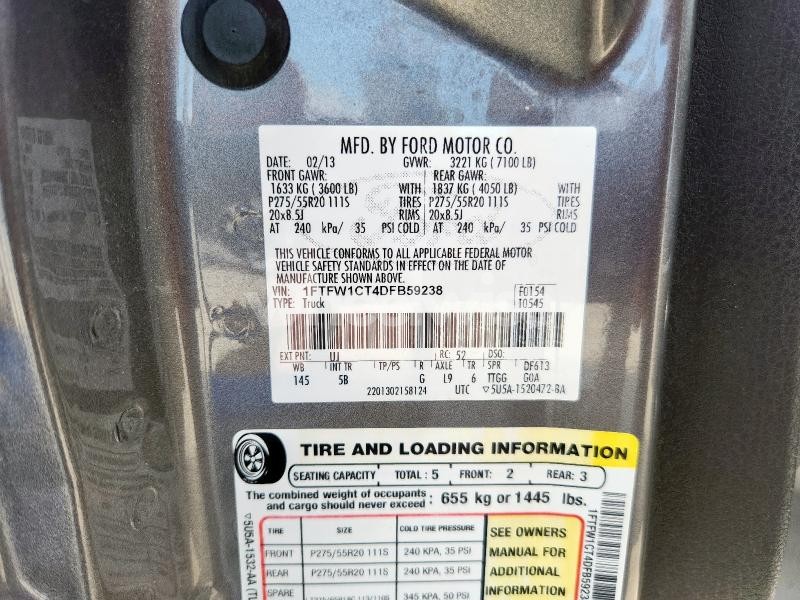 MFD. BY FORD MOTOR CO.
DATE: 02/13 GVWR: 3221 KG ( 7100 LB)
FRONT GAWR: REAR GAWR:
1633 KG ( 3600 LB) WITH 1837 KG ( 4050 LB) WITH
P275/55R20 111S TIRES P275/55R20 111S TIRES
20x8.5J RIMS 20x8.5J RIMS
AT 240 kPa/ 35 PSI COLD AT 240 kPa/ 35 PSI COLD
THIS VEHICLE CONFORMS TO ALL APPLICABLE FEDERAL MOTOR
VEHICLE SAFETY STANDARDS IN EFFECT ON THE DATE OF
MANUFACTURE SHOWN ABOVE.
VIN: 1FTFW1CT4DFB59238 F0154
TYPE: Truck T0545
EXT PNT: UJ RC: 52 DSO:
WB INT TR TP/PS R AXLE TR SPR DF613
145 5B G L9 6 TTGG GOA
2201302158124 UTC ▽5U5A-1520472-BA
TIRE AND LOADING INFORMATION
SEATING CAPACITY TOTAL : 5 FRONT: 2 REAR: 3
The combined weight of occupants
and cargo should never exceed: 655 kg or 1445 lbs.
TIRE SIZE COLD TIRE PRESSURE
FRONT P275/55R20 111S 240 KPA, 35 PSI
REAR P275/55R20 111S 240 KPA, 35 PSI
SPARE 345 KPA, 50 PSI
SEE OWNERS
MANUAL FOR
ADDITIONAL
INFORMATION
▽5U5A-1532-AA (TL
1FTFW1CT4DFB5923